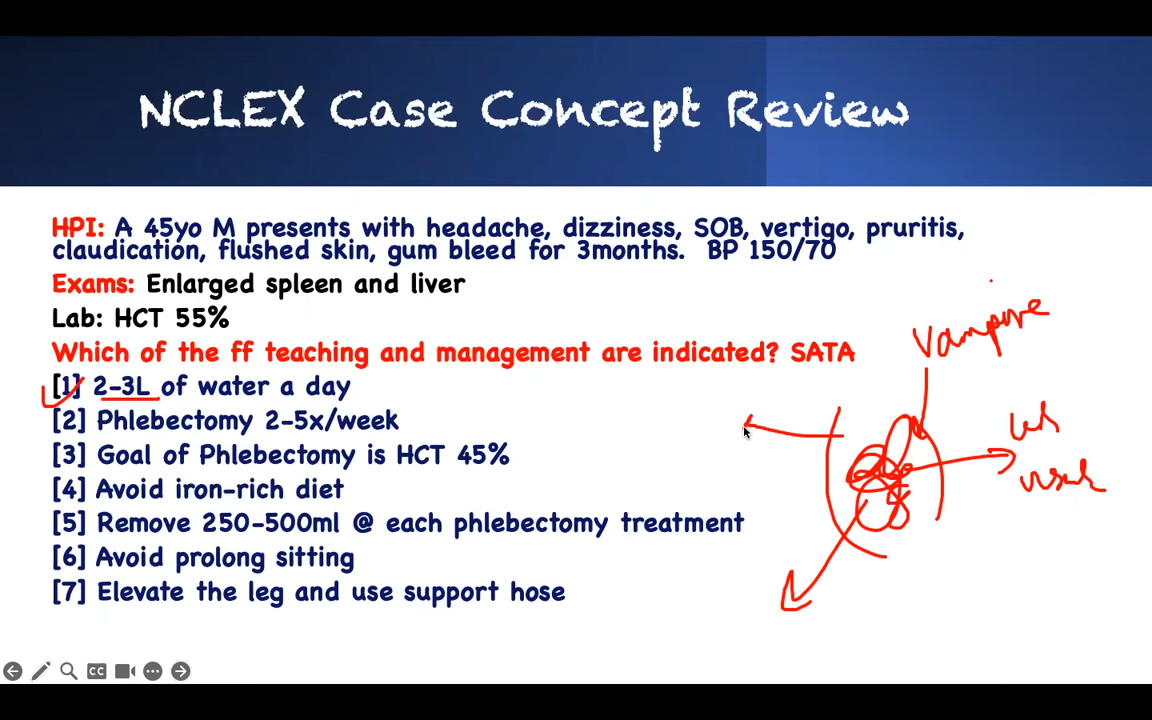 NCLEX Case Concept Review
HPI: A 45yo M presents with headache, dizziness, SOB, vertigo, pruritis,
claudication, flushed skin, gum bleed for 3months. BP 150/70
Exams: Enlarged spleen and liver
Lab: HCT 55%
Which of the ff teaching and management are indicated? SATA
[1] 2-3L of water a day
[2] Phlebectomy 2-5x/week
[3] Goal of Phlebectomy is HCT 45%
[4] Avoid iron-rich diet
[5] Remove 250-500ml @ each phlebectomy treatment
[6] Avoid prolong sitting
[7] Elevate the leg and use support hose
Vampire
CC